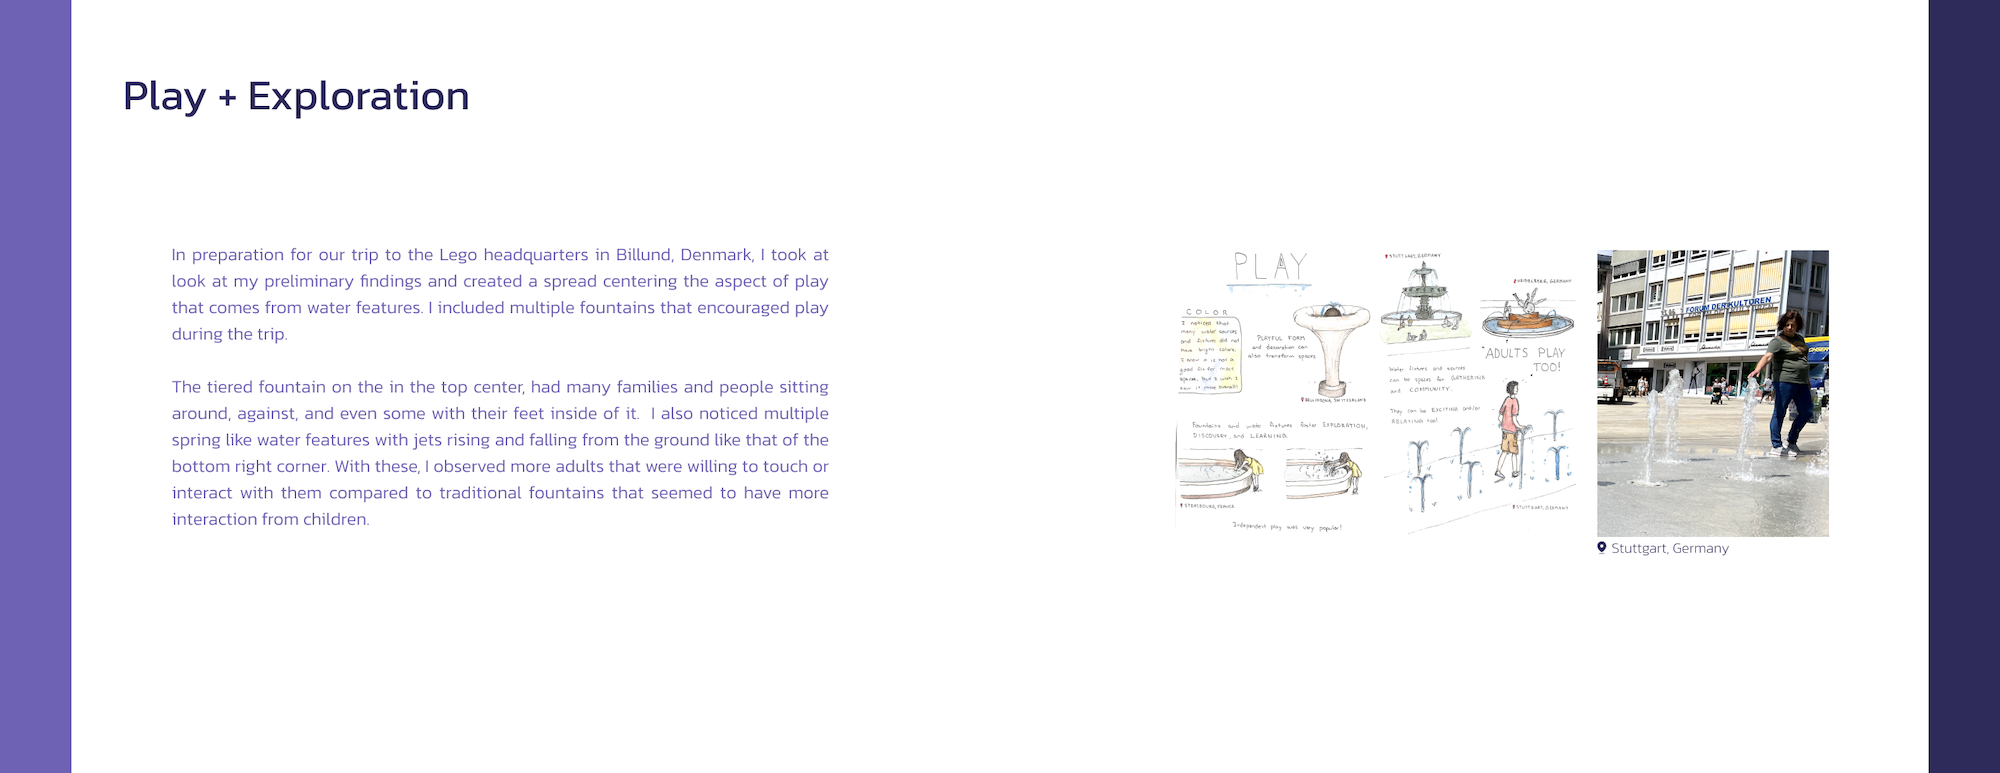 Play + Exploration
In preparation for our trip to the Lego headquarters in Billund, Denmark, I took at
look at my preliminary findings and created a spread centering the aspect of play
that comes from water features. I included multiple fountains that encouraged play
during the trip.
The tiered fountain on the in the top center, had many families and people sitting
around, against, and even some with their feet inside of it.  I also noticed multiple
spring like water features with jets rising and falling from the ground like that of the
bottom right corner. With these, I observed more adults that were willing to touch or
interact with them compared to traditional fountains that seemed to have more
interaction from children.
PLAY
COLOR
I noticed that
many water sources
and fixtures did not
have bright colors.
I know it is not a
good fit for most
spaces, but I wish I
saw it more overall!
PLAYFUL FORM
and decoration can
also transform spaces
BELLINZONA, SWITZERLAND
Fountains and water fixtures foster EXPLORATION,
DISCOVERY, and LEARNING.
STRASBOURG, FRANCE
Independent play was very popular!
STUTTGART, GERMANY
HEIDELBERG, GERMANY
ADULTS PLAY
TOO!
Water fixtures and sources
can be spaces for GATHERING
and COMMUNITY.
They can be EXCITING and/or
RELAXING too!
STUTTGART, GERMANY
FORUM DER KULTUREN
Stuttgart, Germany